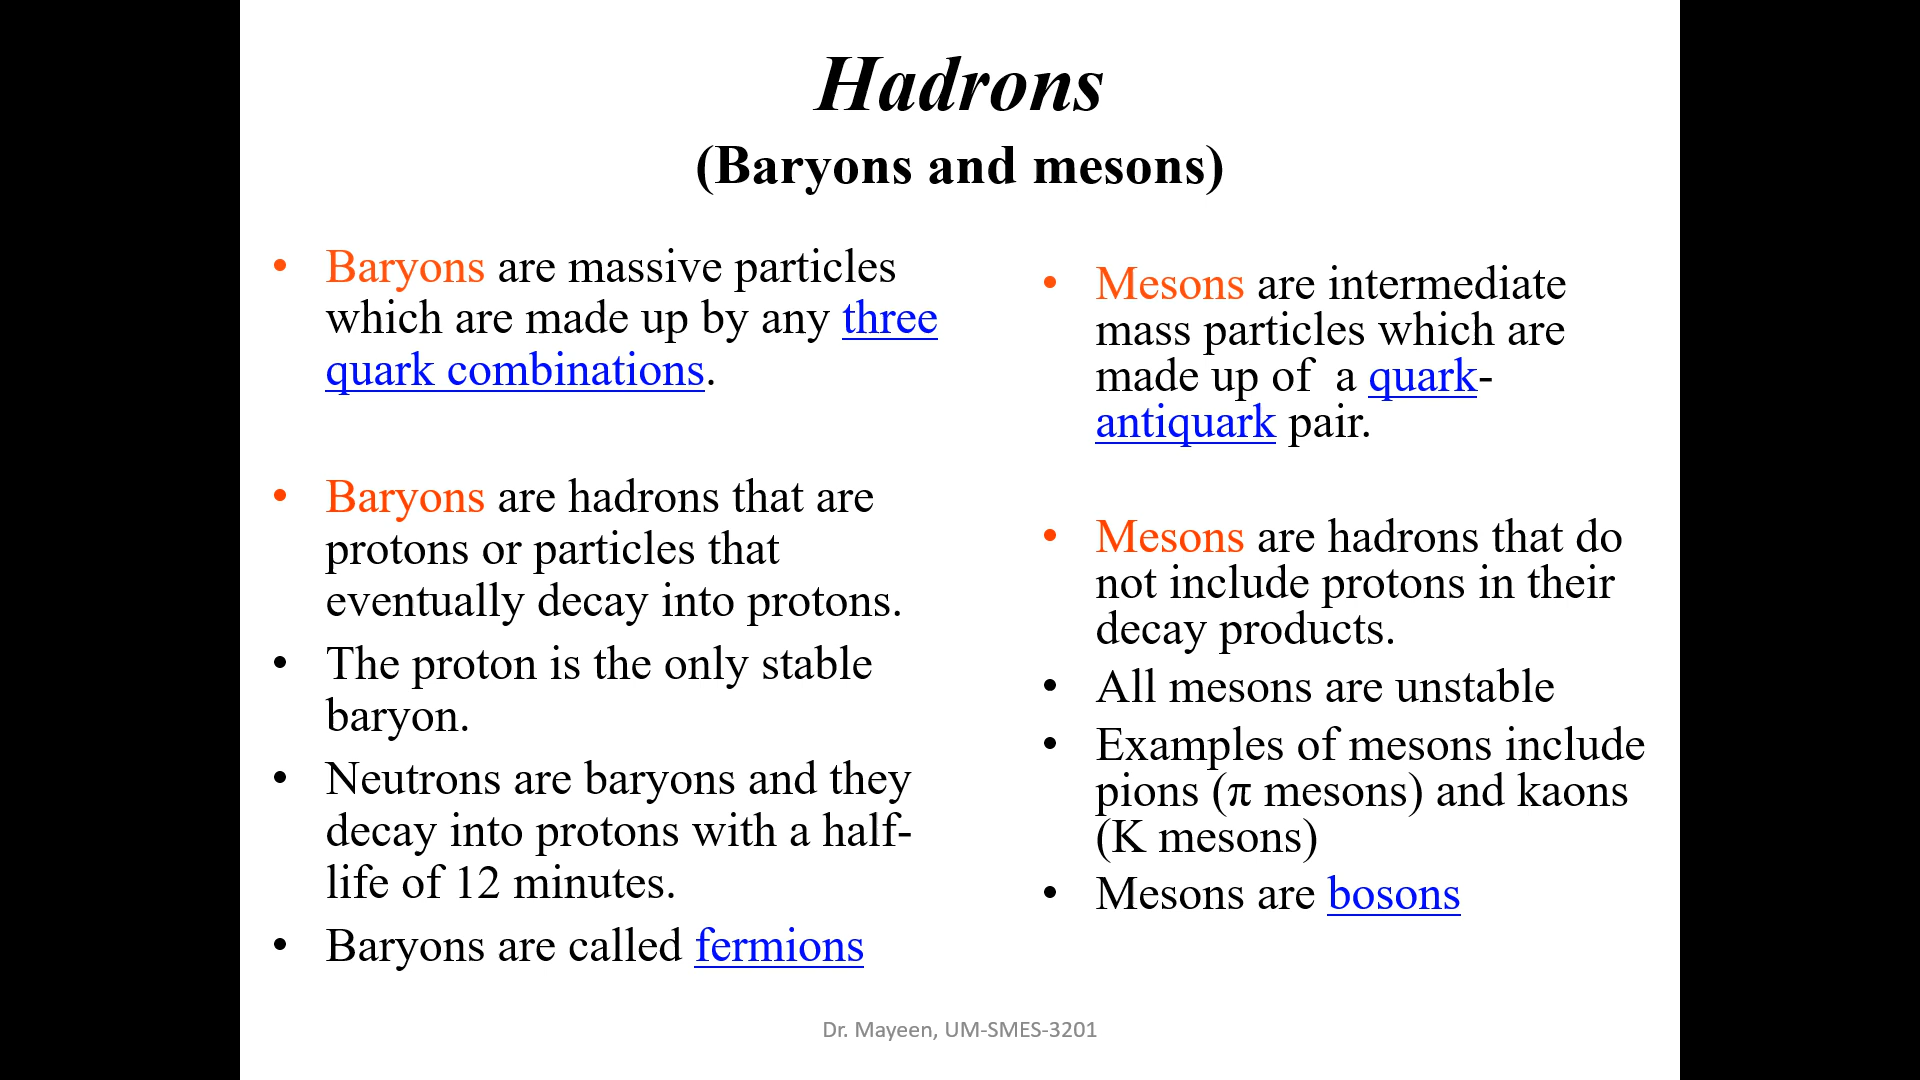 Hadrons
(Baryons and mesons)
• Baryons are massive particles
which are made up by any three
quark combinations.
• Baryons are hadrons that are
protons or particles that
eventually decay into protons.
• The proton is the only stable
baryon.
• Neutrons are baryons and they
decay into protons with a half-
life of 12 minutes.
• Baryons are called fermions
• Mesons are intermediate
mass particles which are
made up of a quark-
antiquark pair.
• Mesons are hadrons that do
not include protons in their
decay products.
• All mesons are unstable
• Examples of mesons include
pions (π mesons) and kaons
(K mesons)
• Mesons are bosons
Dr. Mayeen, UM-SMES-3201